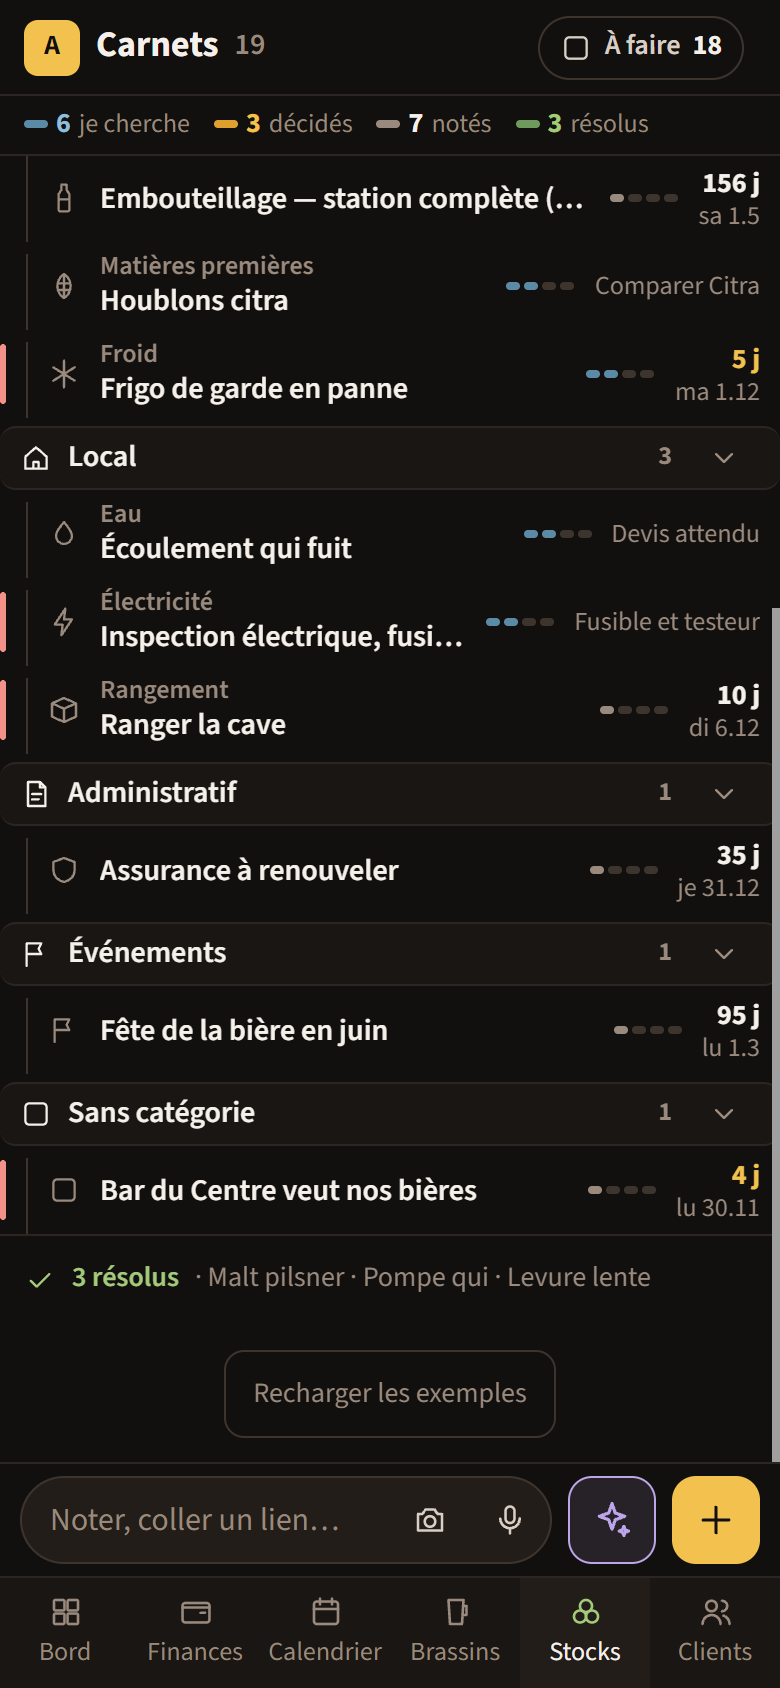 A Carnets 19 À faire 18
6 je cherche 3 décidés 7 notés 3 résolus
Embouteillage — station complète (… 156 j
sa 1.5
Matières premières
Houblons citra Comparer Citra
Froid
Frigo de garde en panne 5 j
ma 1.12
Local 3
Eau
Écoulement qui fuit Devis attendu
Électricité
Inspection électrique, fusi… Fusible et testeur
Rangement
Ranger la cave 10 j
di 6.12
Administratif 1
Assurance à renouveler 35 j
je 31.12
Événements 1
Fête de la bière en juin 95 j
lu 1.3
Sans catégorie 1
Bar du Centre veut nos bières 4 j
lu 30.11
3 résolus · Malt pilsner · Pompe qui · Levure lente
Recharger les exemples
Noter, coller un lien…
Bord Finances Calendrier Brassins Stocks Clients